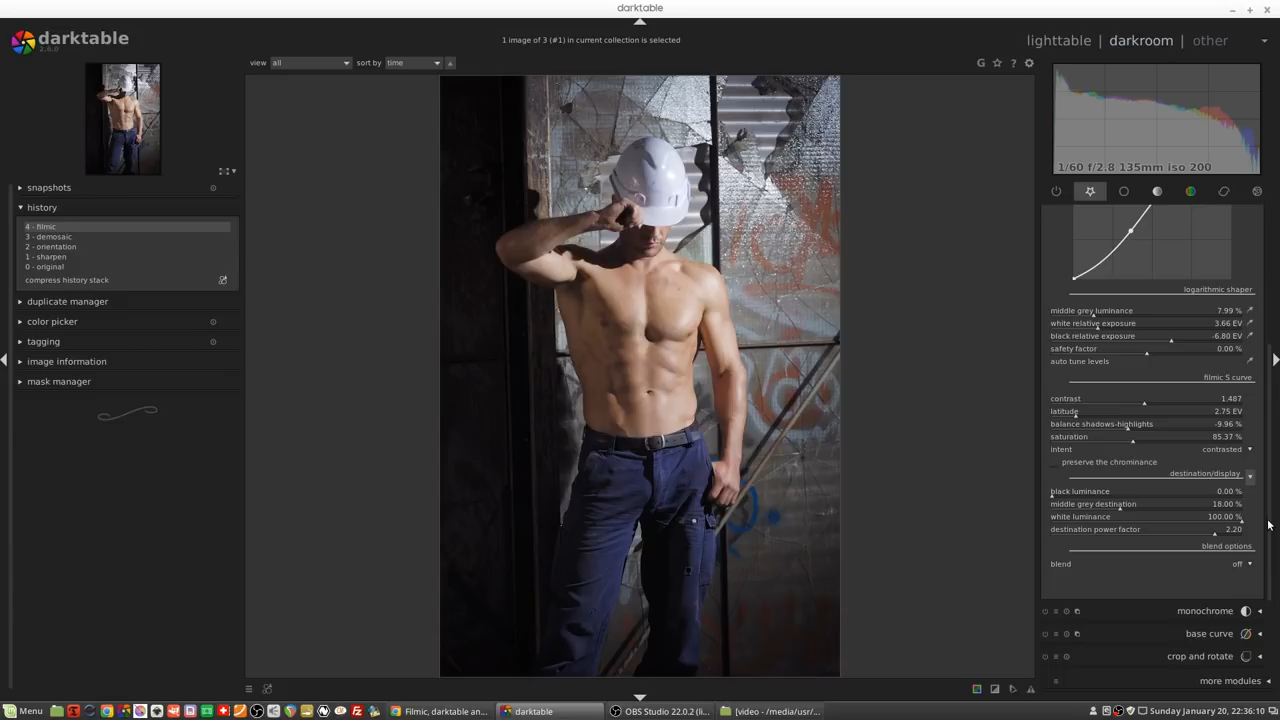 darktable
darktable
2.6.0
1 image of 3 (#1) in current collection is selected
lighttable | darkroom | other
view all sort by time
G ☆ ?
1/60 f/2.8 135mm iso 200
snapshots
history
4 - filmic
3 - demosaic
2 - orientation
1 - sharpen
0 - original
compress history stack
duplicate manager
color picker
tagging
image information
mask manager
logarithmic shaper
middle grey luminance 7.99 %
white relative exposure 3.66 EV
black relative exposure -6.80 EV
safety factor 0.00 %
auto tune levels
filmic S curve
contrast 1.487
latitude 2.75 EV
balance shadows-highlights -9.96 %
saturation 85.37 %
intent contrasted
preserve the chrominance
destination/display
black luminance 0.00 %
middle grey destination 18.00 %
white luminance 100.00 %
destination power factor 2.20
blend options
blend off
monochrome
base curve
crop and rotate
more modules
Menu
Filmic, darktable an...
darktable
OBS Studio 22.0.2 (li...
[video - /media/usr/...
Sunday January 20, 22:36:10